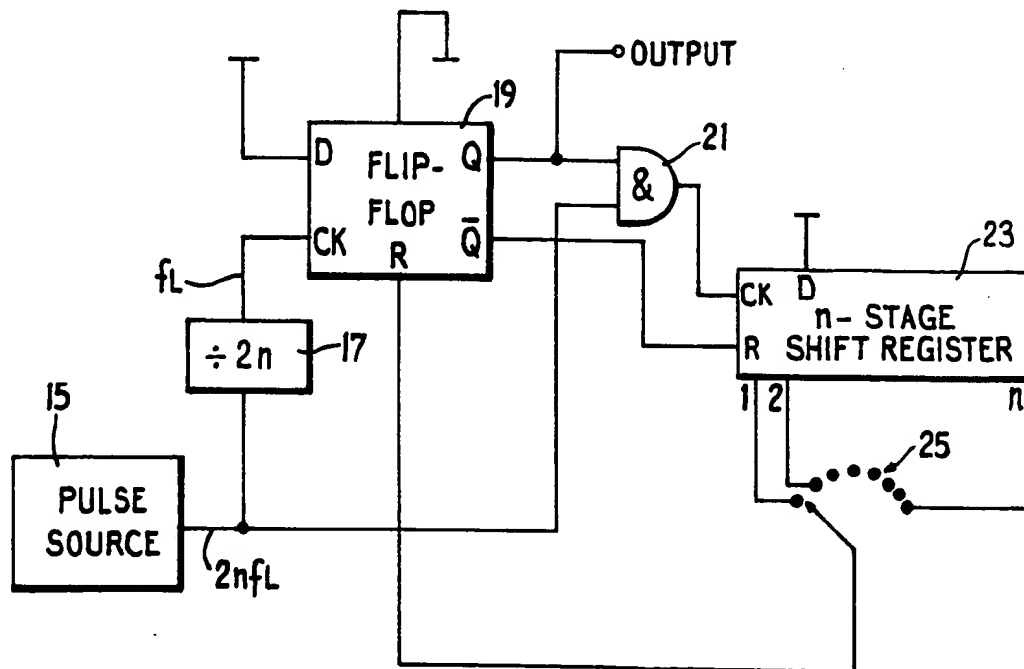 OUTPUT
19
D
FLIP-
FLOP
Q
CK
R
Q̅
21
&
fL
÷ 2n
17
23
CK
D
n- STAGE
SHIFT REGISTER
R
1
2
n
25
15
PULSE
SOURCE
2nfL